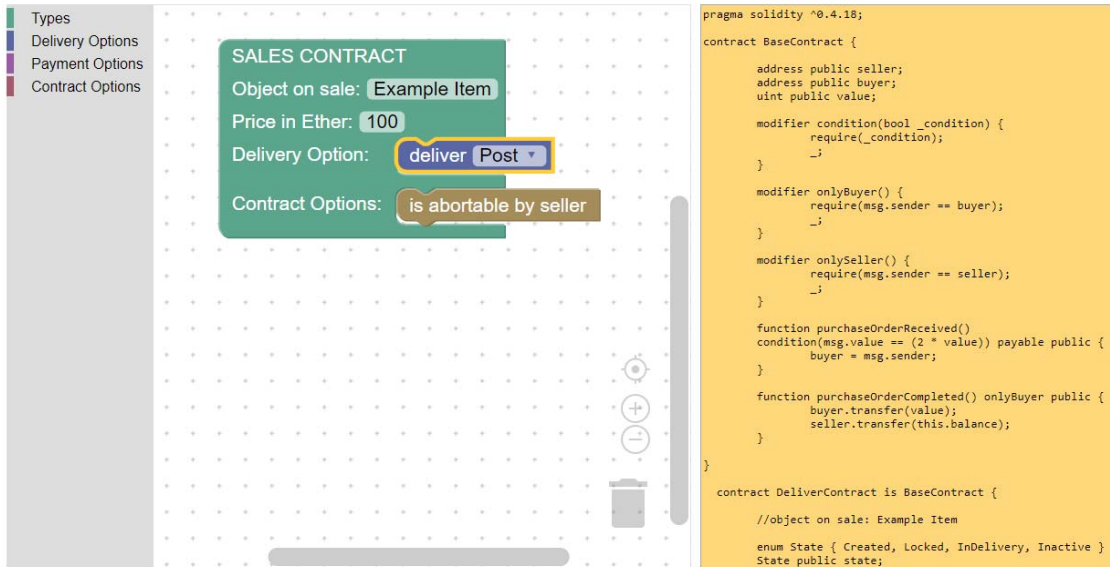 Types
Delivery Options
Payment Options
Contract Options
SALES CONTRACT
Object on sale: Example Item
Price in Ether: 100
Delivery Option: deliver Post
Contract Options: is abortable by seller
pragma solidity ^0.4.18;
contract BaseContract {
address public seller;
address public buyer;
uint public value;
modifier condition(bool _condition) {
require(_condition);
_;
}
modifier onlyBuyer() {
require(msg.sender == buyer);
_;
}
modifier onlySeller() {
require(msg.sender == seller);
_;
}
function purchaseOrderReceived()
condition(msg.value == (2 * value)) payable public {
buyer = msg.sender;
}
function purchaseOrderCompleted() onlyBuyer public {
buyer.transfer(value);
seller.transfer(this.balance);
}
}
contract DeliverContract is BaseContract {
//object on sale: Example Item
enum State { Created, Locked, InDelivery, Inactive }
State public state;